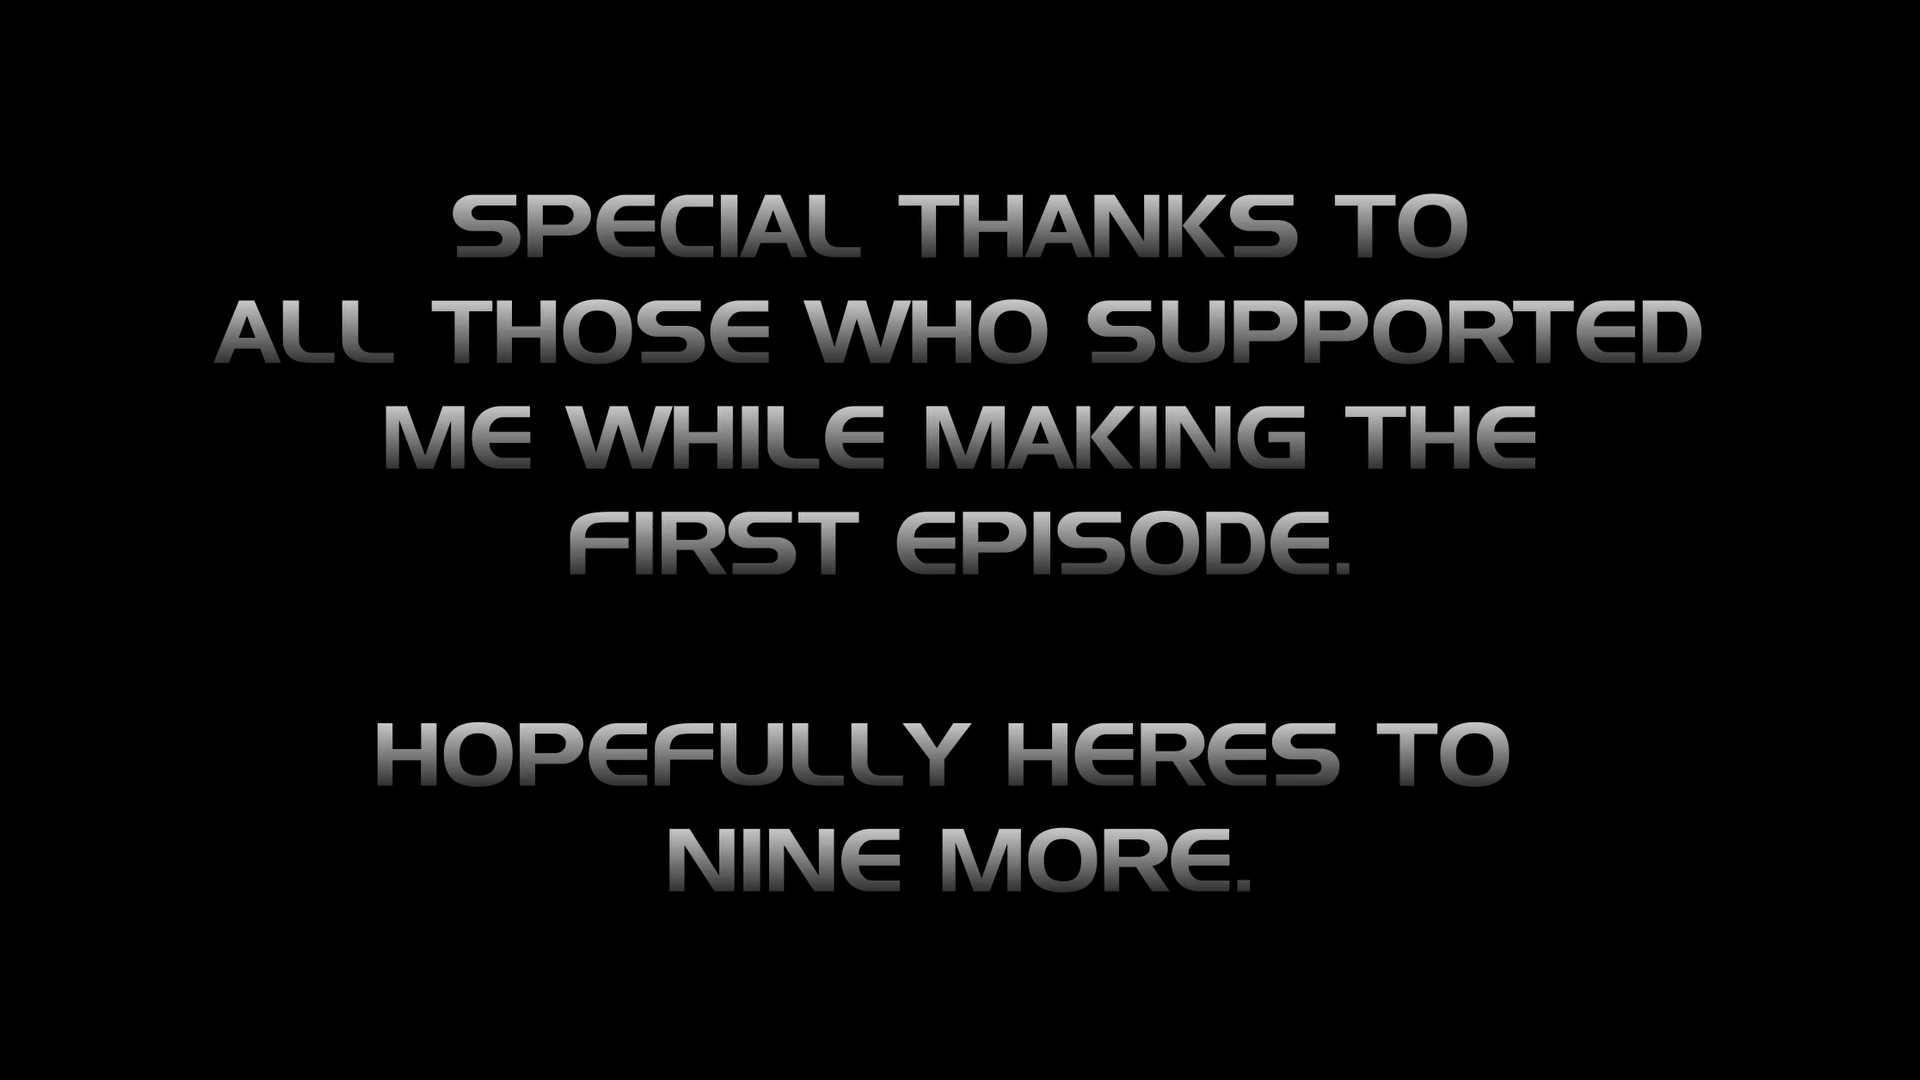 SPECIAL THANKS TO
ALL THOSE WHO SUPPORTED
ME WHILE MAKING THE
FIRST EPISODE.
HOPEFULLY HERES TO
NINE MORE.